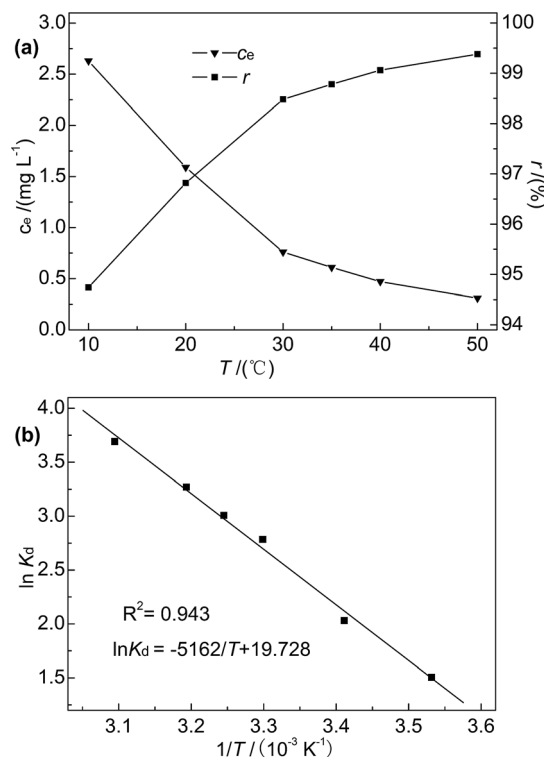 (a)
cₑ
r
3.0
2.5
2.0
1.5
1.0
0.5
0.0
cₑ /(mg L⁻¹)
100
99
98
97
96
95
94
r /(%)
10 20 30 40 50
T /(℃)
(b)
4.0
3.5
3.0
2.5
2.0
1.5
ln K_d
R²= 0.943
lnK_d = -5162/T+19.728
3.1 3.2 3.3 3.4 3.5 3.6
1/T / (10⁻³ K⁻¹)